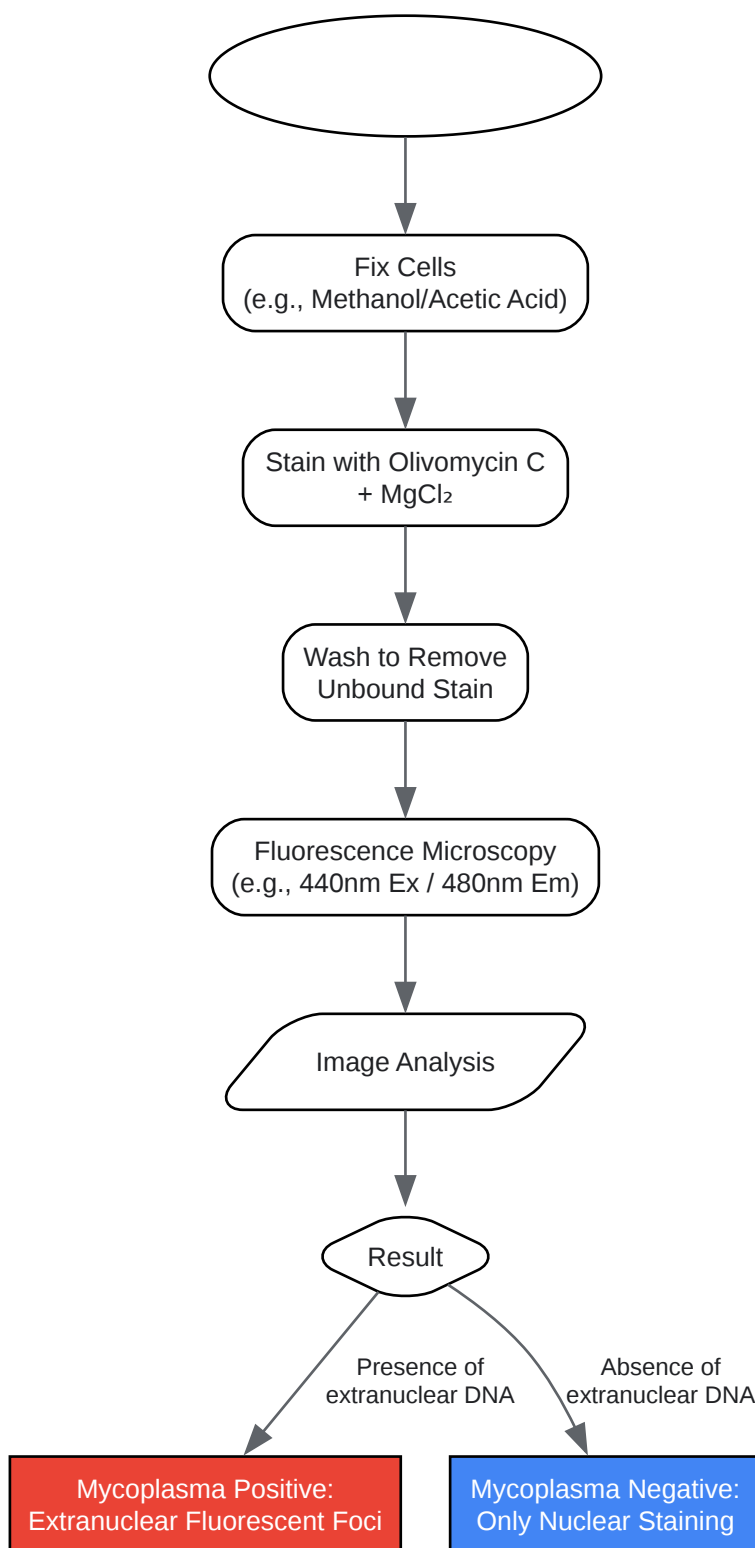 Fix Cells
(e.g., Methanol/Acetic Acid)
Stain with Olivomycin C
+ MgCl₂
Wash to Remove
Unbound Stain
Fluorescence Microscopy
(e.g., 440nm Ex / 480nm Em)
Image Analysis
Result
Presence of
extranuclear DNA
Absence of
extranuclear DNA
Mycoplasma Positive:
Extranuclear Fluorescent Foci
Mycoplasma Negative:
Only Nuclear Staining